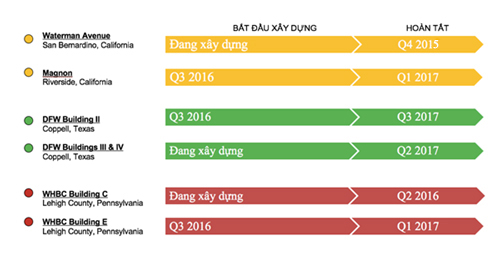 BẮT ĐẦU XÂY DỰNG HOÀN TẤT
Waterman Avenue
San Bernardino, California
Đang xây dựng Q4 2015
Magnon
Riverside, California
Q3 2016 Q1 2017
DFW Building II
Coppell, Texas
Q3 2016 Q3 2017
DFW Buildings III & IV
Coppell, Texas
Đang xây dựng Q2 2017
WHBC Building C
Lehigh County, Pennsylvania
Đang xây dựng Q2 2016
WHBC Building E
Lehigh County, Pennsylvania
Q3 2016 Q1 2017